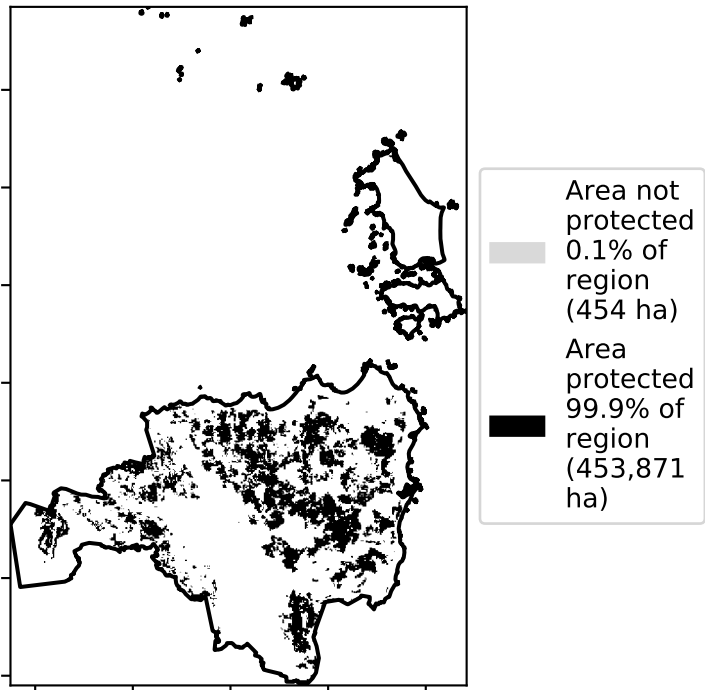 Area not
protected
0.1% of
region
(454 ha)
Area
protected
99.9% of
region
(453,871
ha)